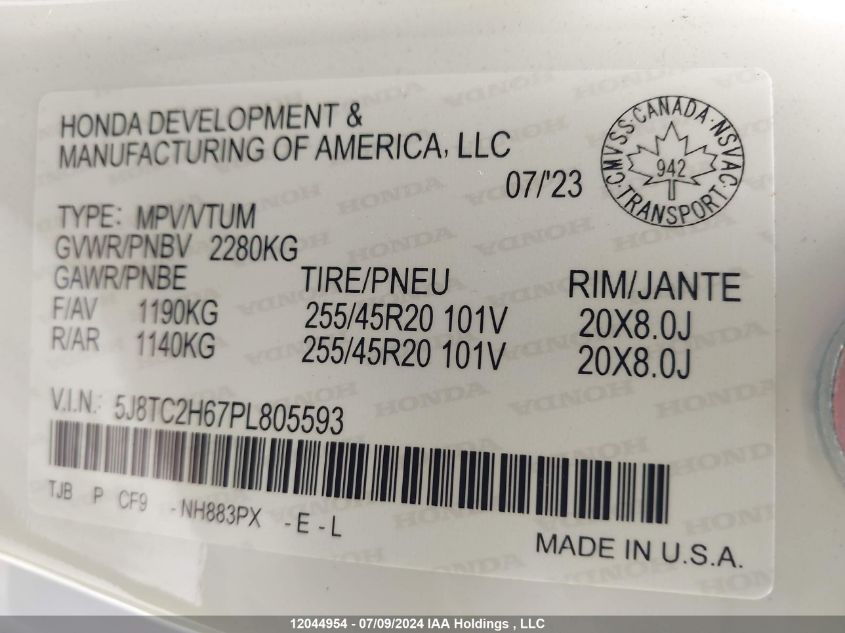 HONDA DEVELOPMENT &
MANUFACTURING OF AMERICA, LLC
07/'23
CMVSS · CANADA · NSVAC · TRANSPORT ·
942
TYPE: MPV/VTUM
GVWR/PNBV 2280KG
GAWR/PNBE TIRE/PNEU RIM/JANTE
F/AV 1190KG 255/45R20 101V 20X8.0J
R/AR 1140KG 255/45R20 101V 20X8.0J
V.I.N.: 5J8TC2H67PL805593
TJB P CF9 -NH883PX -E-L
MADE IN U.S.A.
12044954 - 07/09/2024 IAA Holdings , LLC